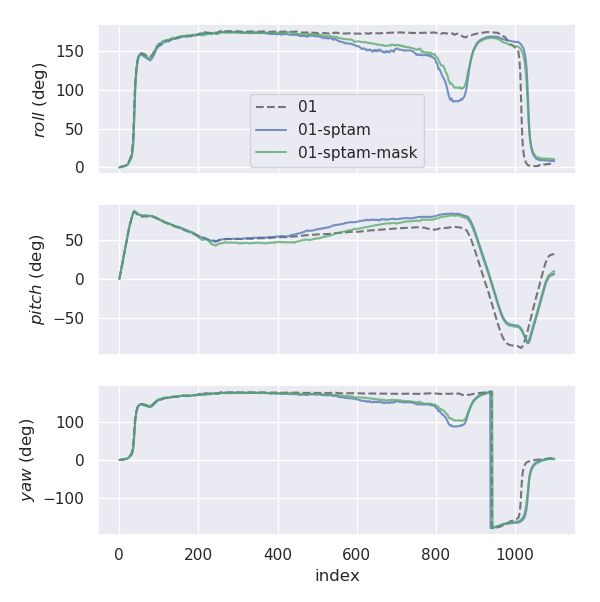 150
100
50
0
roll (deg)
01
01-sptam
01-sptam-mask
50
0
−50
pitch (deg)
100
0
−100
yaw (deg)
0 200 400 600 800 1000
index